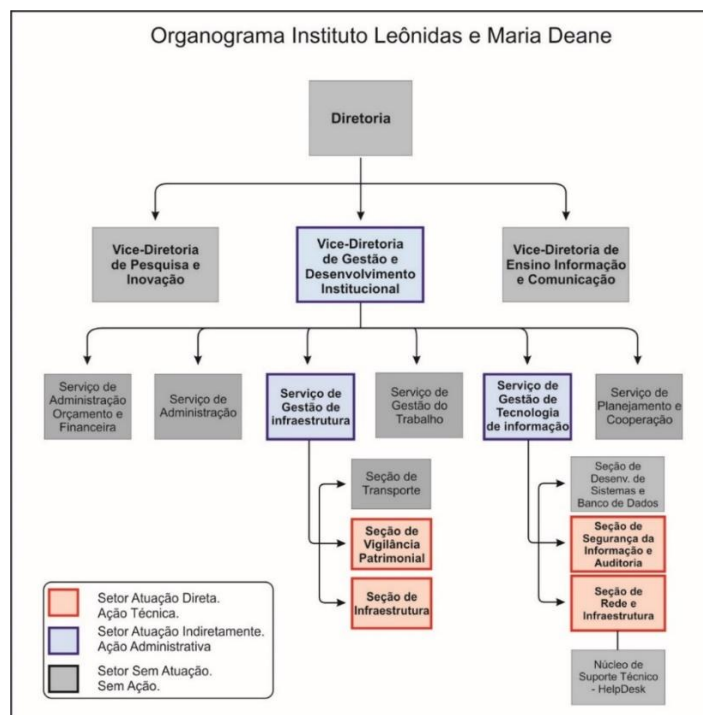 Organograma Instituto Leônidas e Maria Deane
Diretoria
Vice-Diretoria
de Pesquisa e
Inovação
Vice-Diretoria
de Gestão e
Desenvolvimento
Institucional
Vice-Diretoria de
Ensino Informação
e Comunicação
Serviço de
Administração
Orçamento e
Financeira
Serviço de
Administração
Serviço de
Gestão de
infraestrutura
Serviço de
Gestão do
Trabalho
Serviço de
Gestão de
Tecnologia
de informação
Serviço de
Planejamento e
Cooperação
Seção de
Transporte
Seção de
Vigilância
Patrimonial
Seção de
Infraestrutura
Seção de
Desenv. de
Sistemas e
Banco de Dados
Seção de
Segurança da
Informação e
Auditoria
Seção de
Rede e
Infraestrutura
Núcleo de
Suporte Técnico
- HelpDesk
Setor Atuação Direta.
Ação Técnica.
Setor Atuação Indiretamente.
Ação Administrativa
Setor Sem Atuação.
Sem Ação.